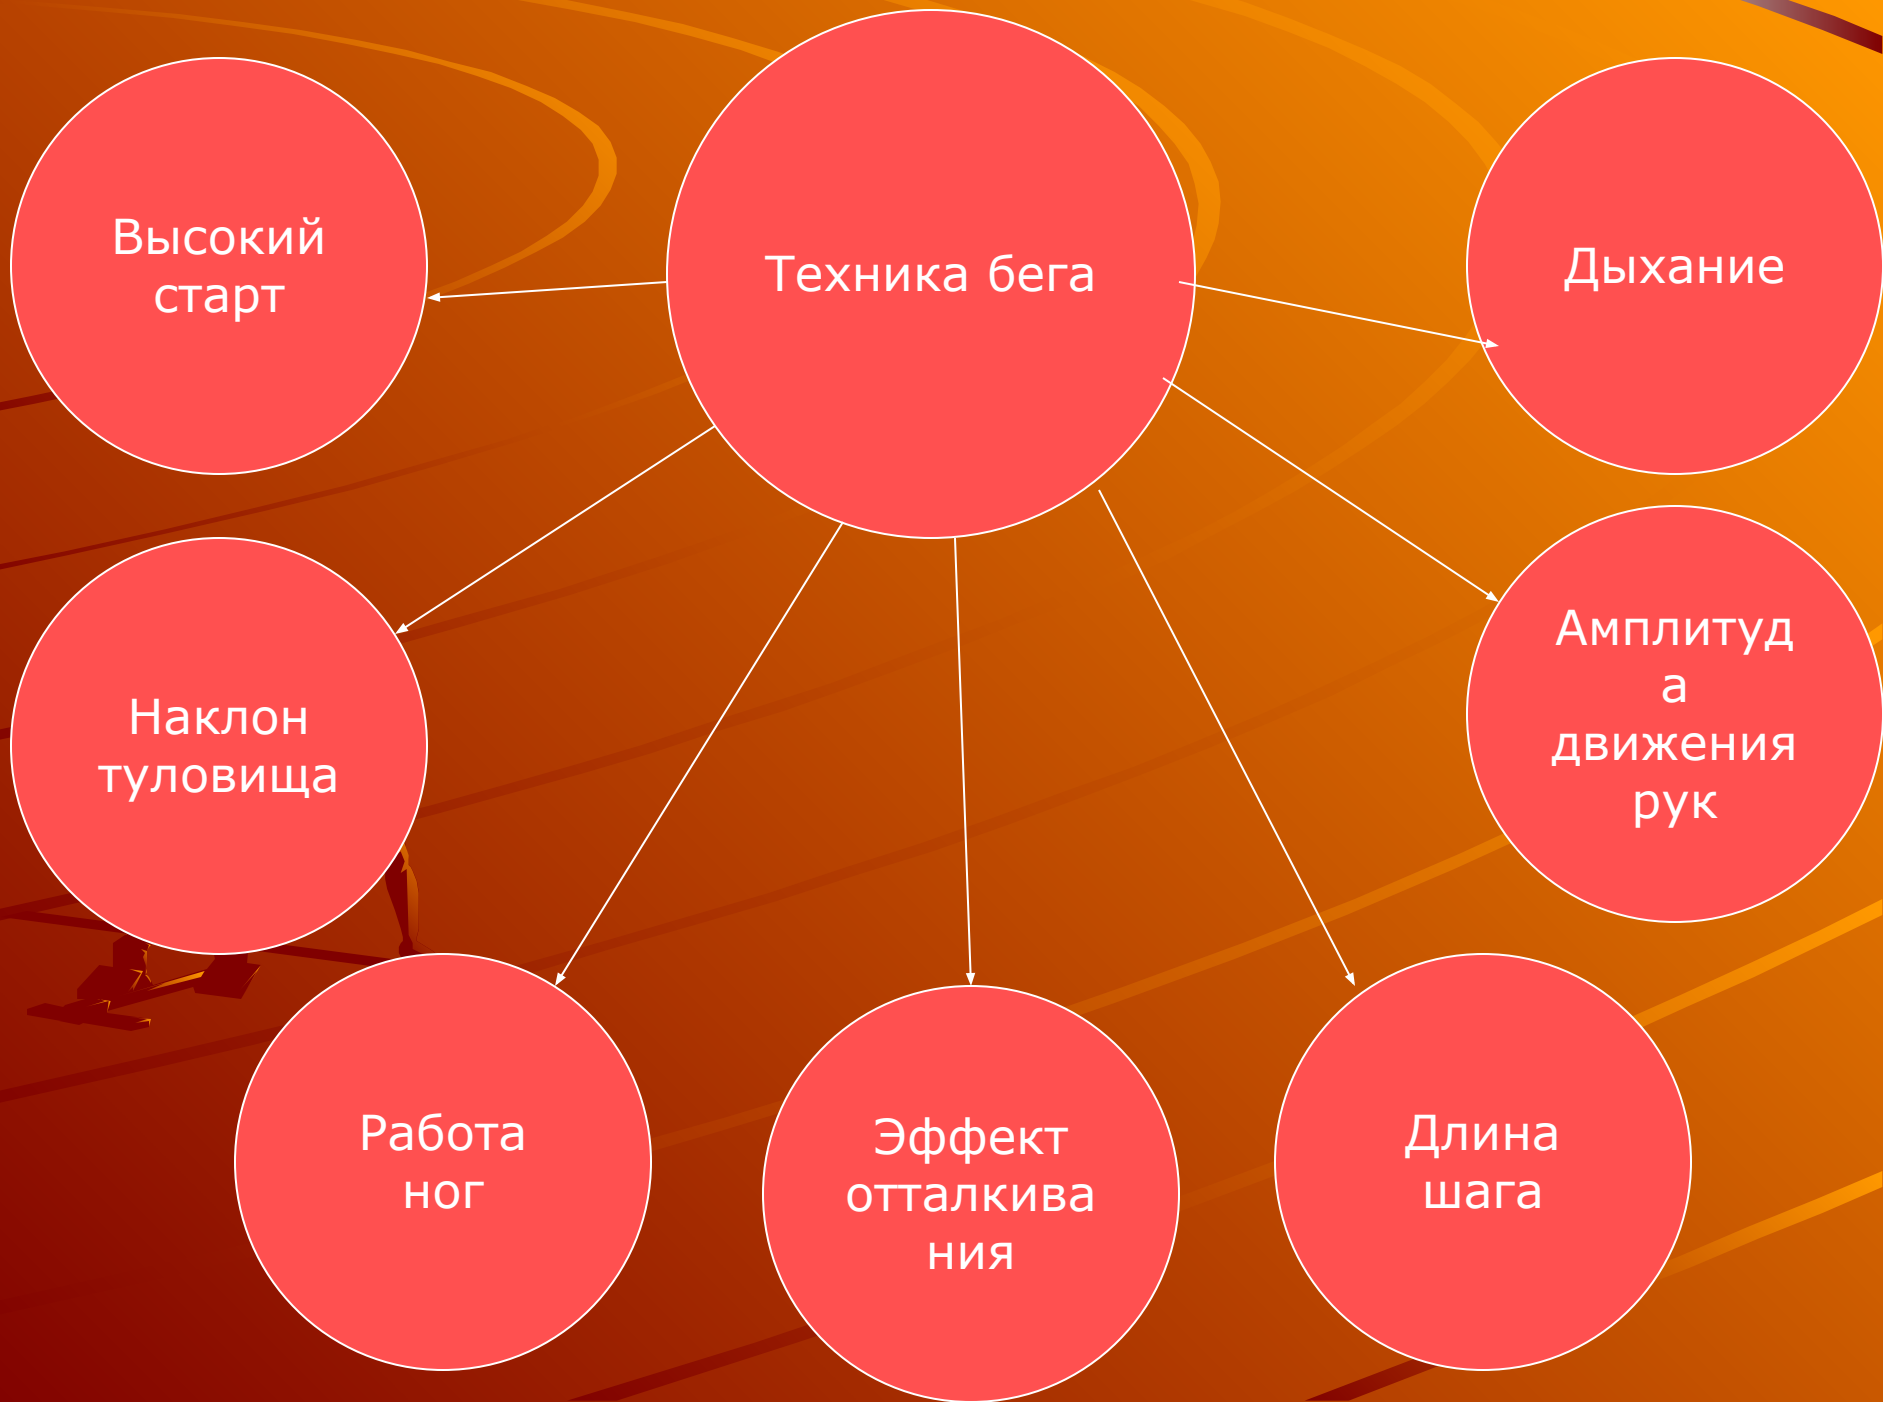 Техника бега
Высокий
старт
Дыхание
Наклон
туловища
Амплитуд
а
движения
рук
Работа
ног
Эффект
отталкива
ния
Длина
шага